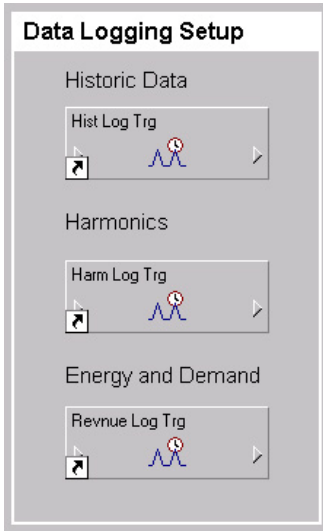 Data Logging Setup
Historic Data
Hist Log Trg
Harmonics
Harm Log Trg
Energy and Demand
Revnue Log Trg